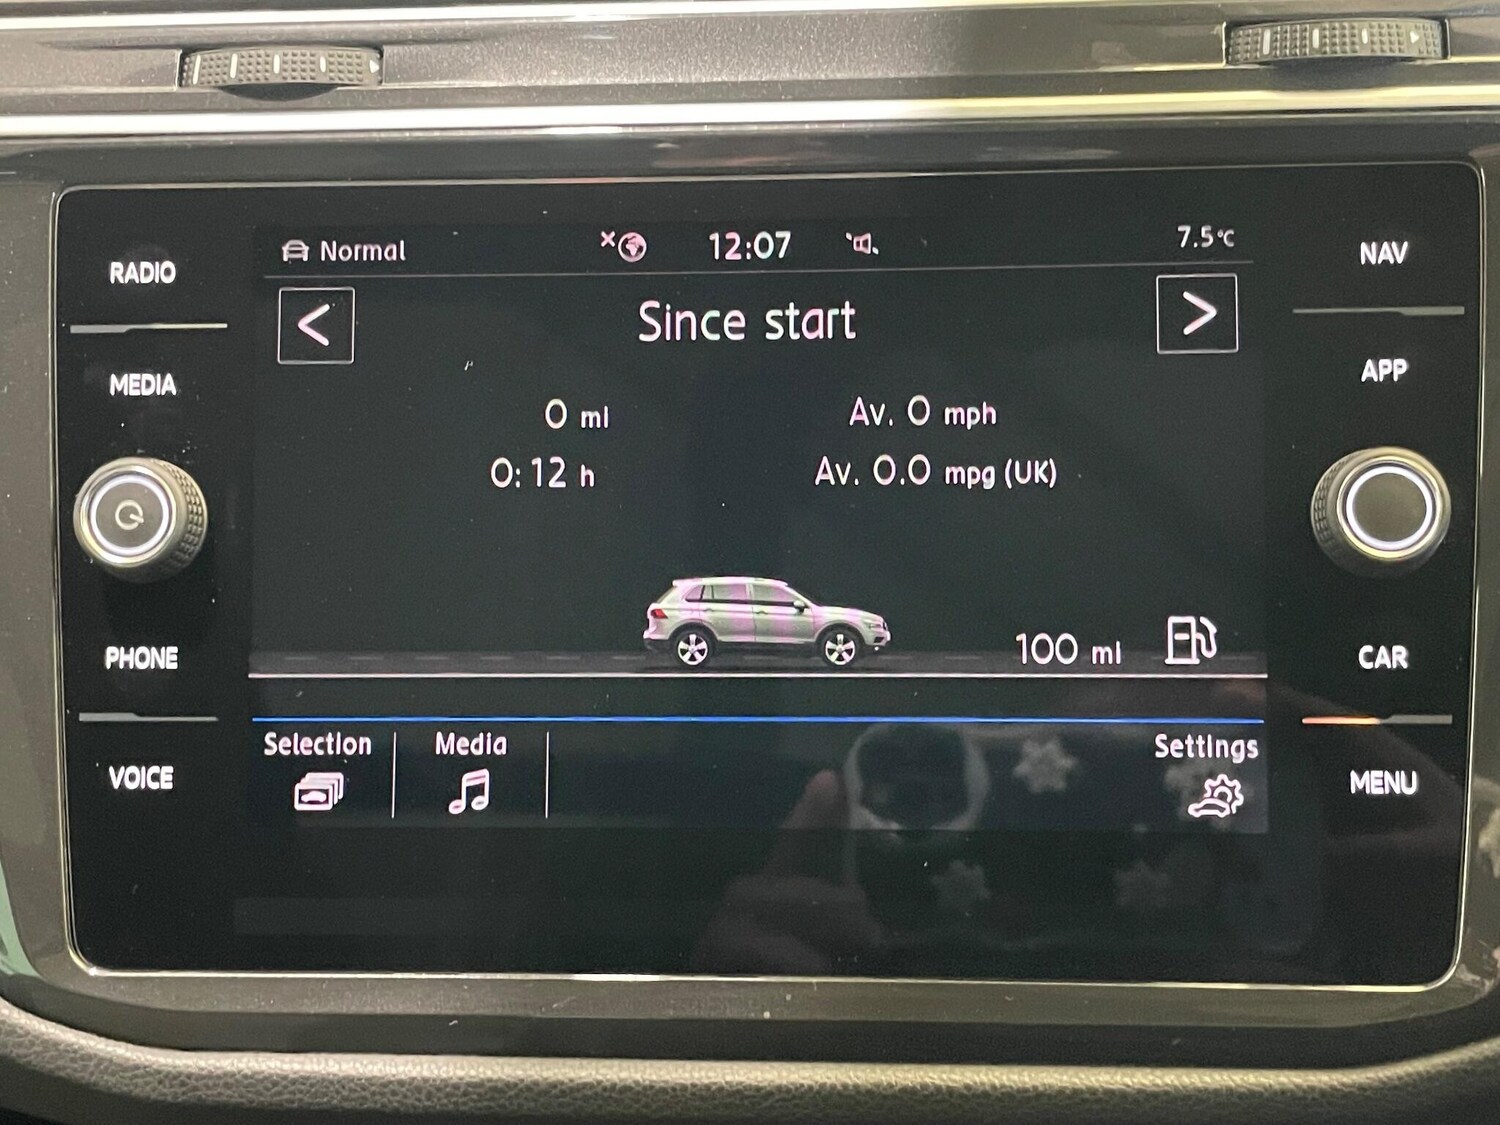 RADIO
MEDIA
PHONE
VOICE
Normal
12:07
7.5°C
<
Since start
>
0 mi
Av. 0 mph
0:12 h
Av. 0.0 mpg (UK)
100 mi
Selection
Media
Settings
NAV
APP
CAR
MENU